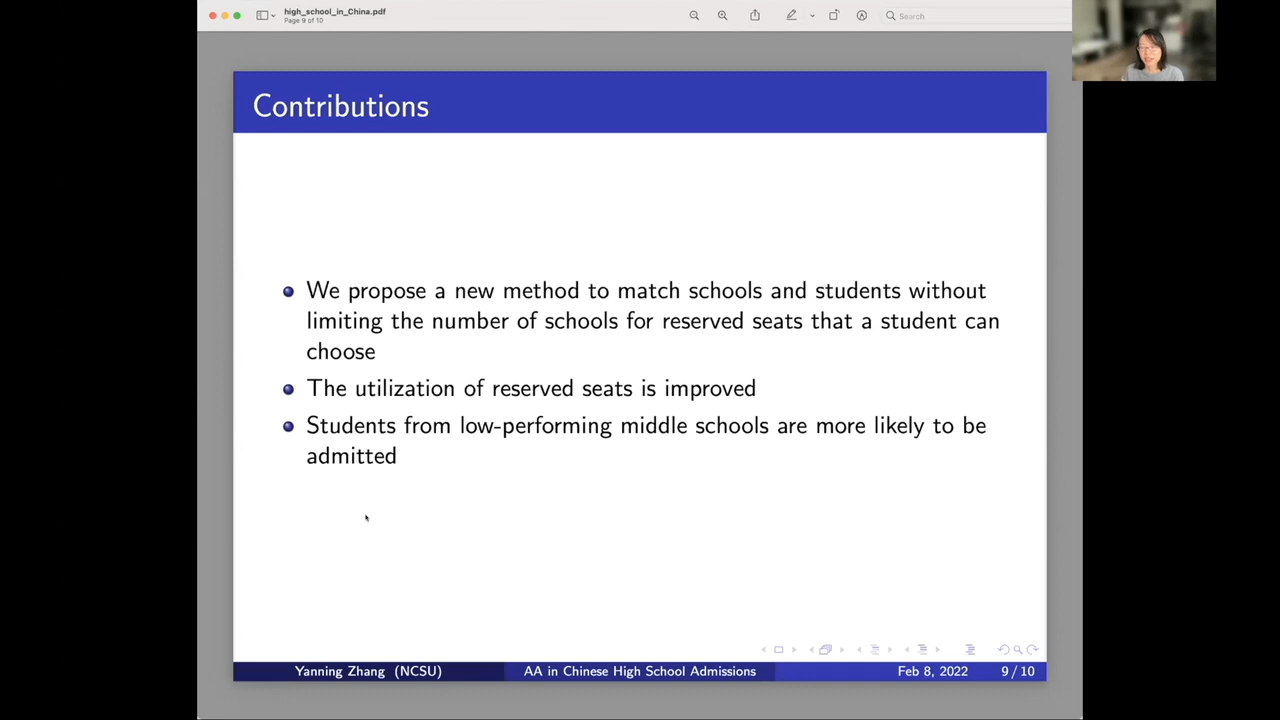 high_school_in_China.pdf
Page 9 of 10
Search
Contributions
We propose a new method to match schools and students without
limiting the number of schools for reserved seats that a student can
choose
The utilization of reserved seats is improved
Students from low-performing middle schools are more likely to be
admitted
Yanning Zhang (NCSU) AA in Chinese High School Admissions Feb 8, 2022 9 / 10